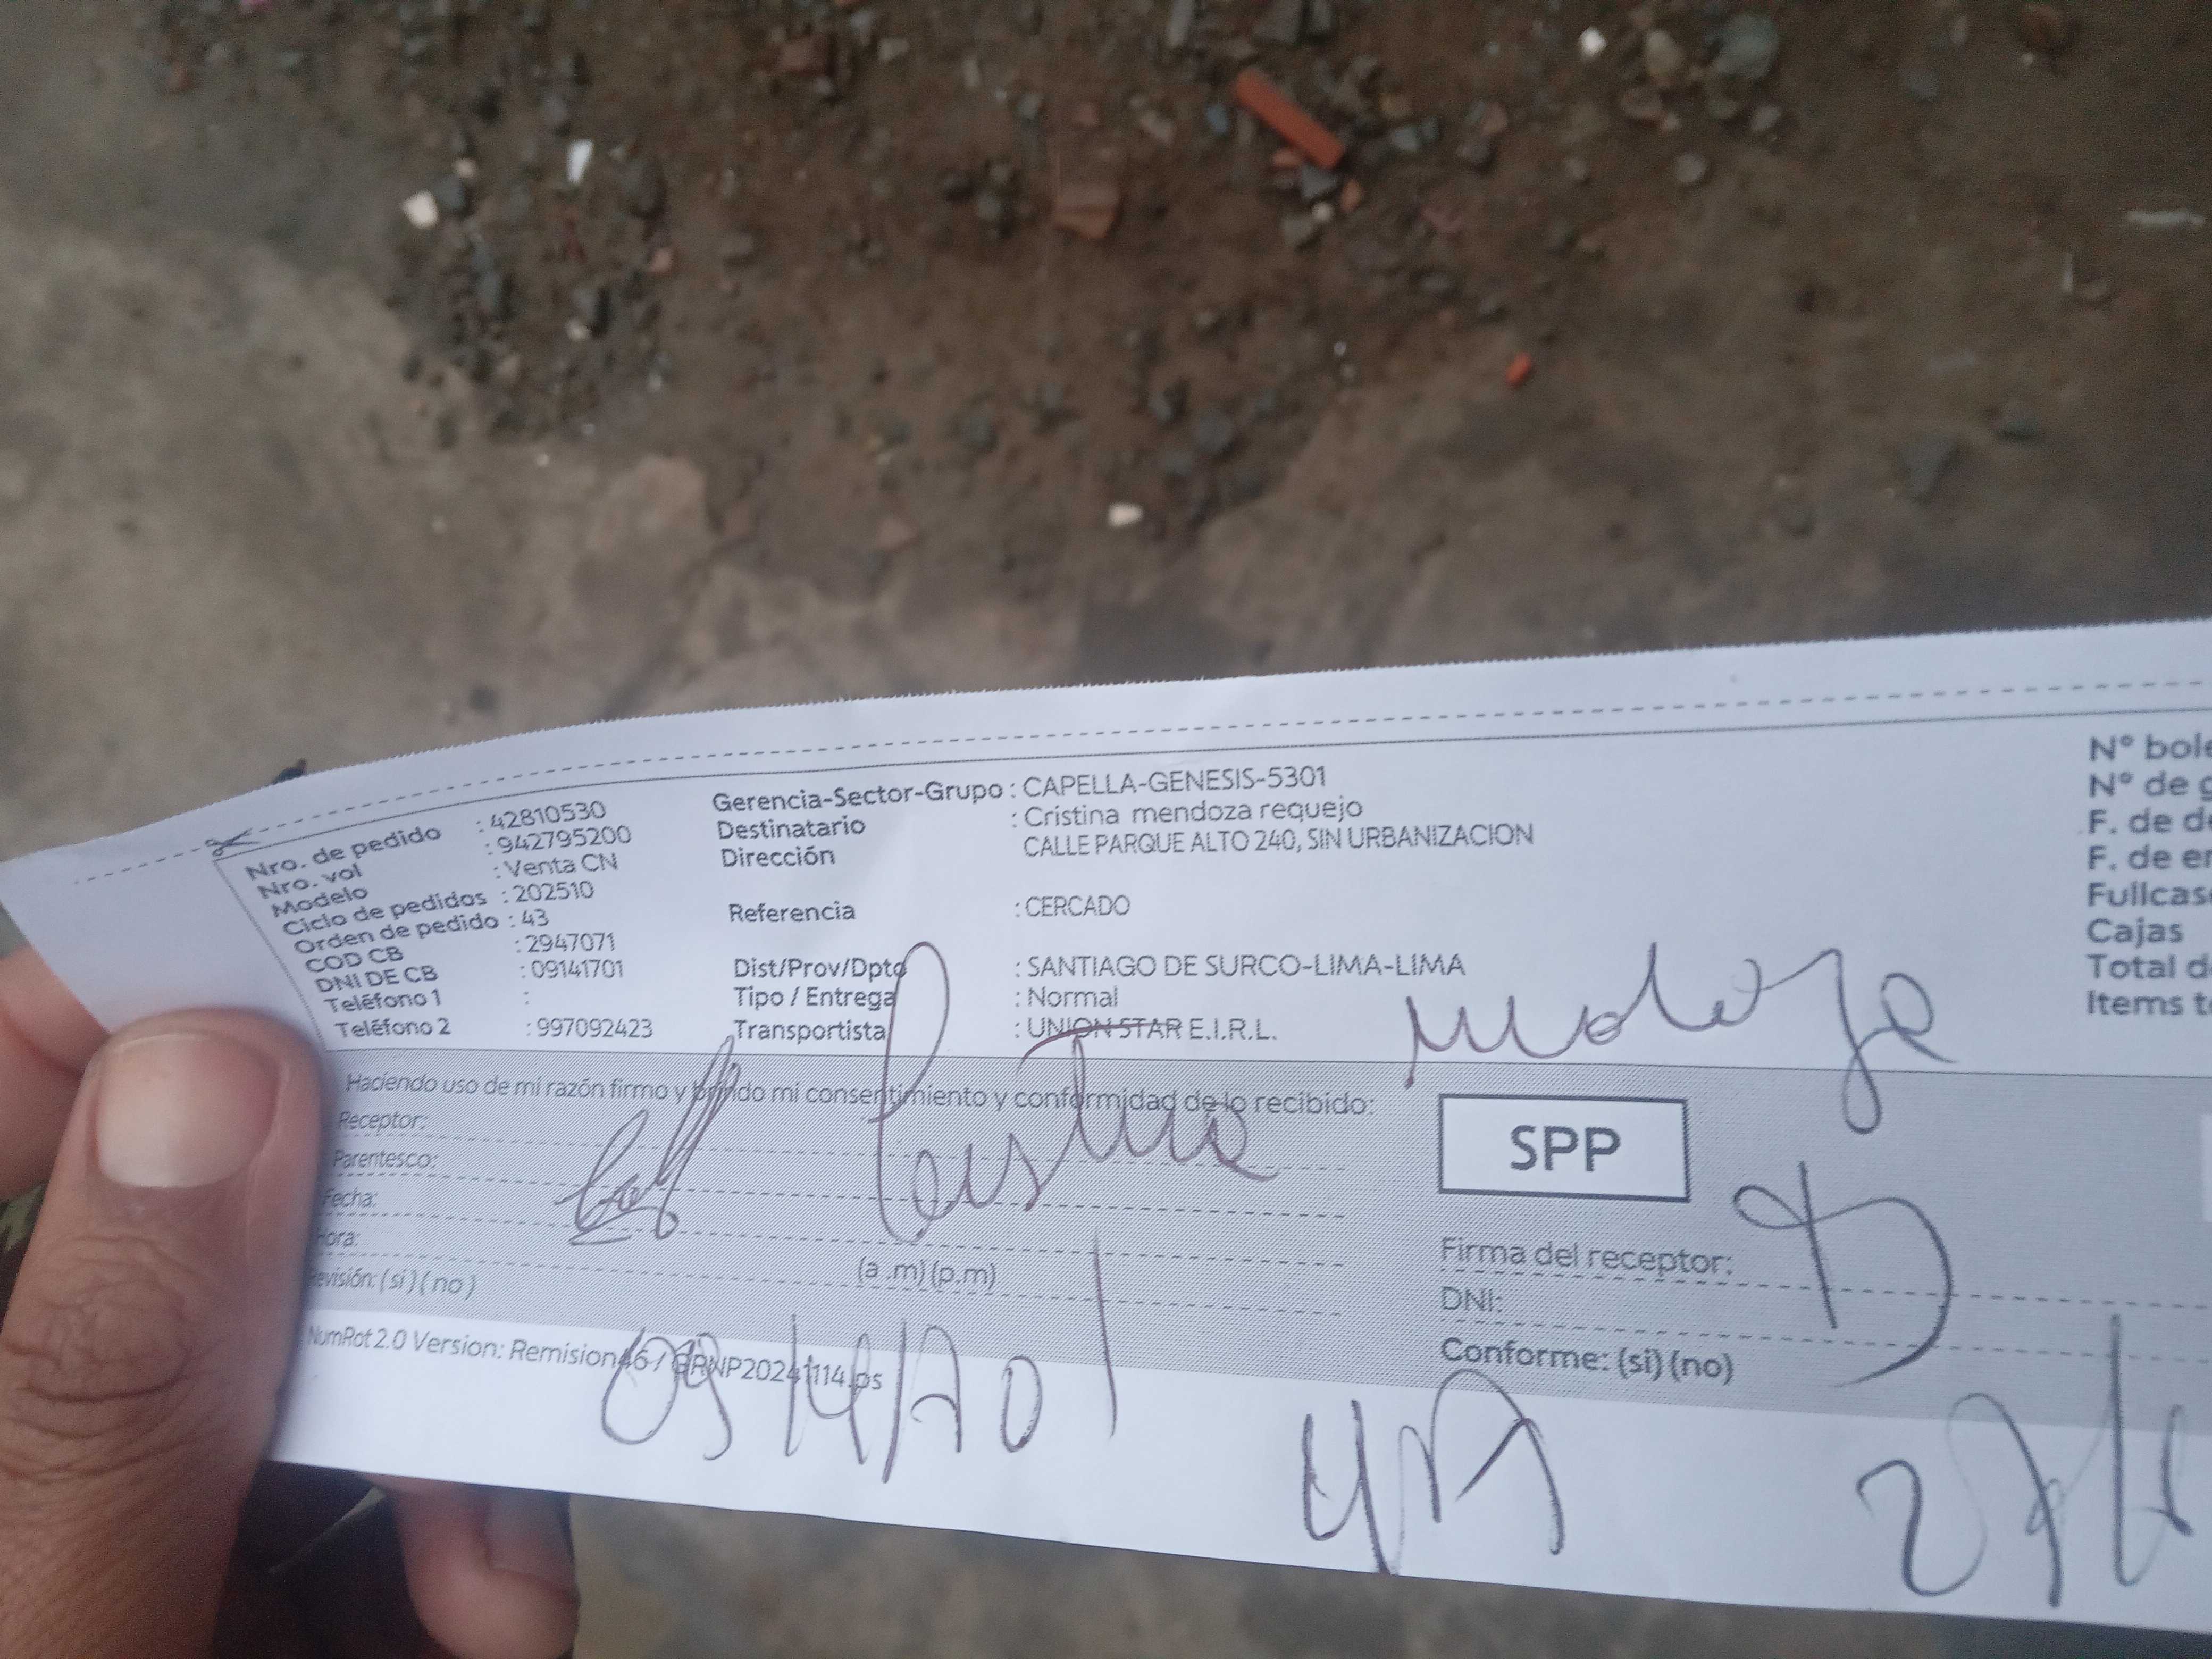 Nro. de pedido : 42810530
Nro. vol : 942795200
Modelo : Venta CN
Ciclo de pedidos : 202510
Orden de pedido : 43
COD CB : 2947071
DNI DE CB : 09141701
Teléfono 1 :
Teléfono 2 : 997092423
Gerencia-Sector-Grupo : CAPELLA-GENESIS-5301
Destinatario : Cristina mendoza requejo
Dirección CALLE PARQUE ALTO 240, SIN URBANIZACION
Referencia : CERCADO
Dist/Prov/Dpto : SANTIAGO DE SURCO-LIMA-LIMA
Tipo / Entrega : Normal
Transportista : UNION STAR E.I.R.L.
Nº bole
Nº de g
F. de de
F. de en
Fullcas
Cajas
Total d
Items t
Haciendo uso de mi razón firmo y brindo mi consentimiento y conformidad de lo recibido:
Receptor:
Parentesco:
Fecha:
Hora: (a .m) (p.m)
evisión: (si) (no)
SPP
Firma del receptor:
DNI:
Conforme: (si) (no)
NumRot 2.0 Version: Remision46 / GRNP20241114.ps